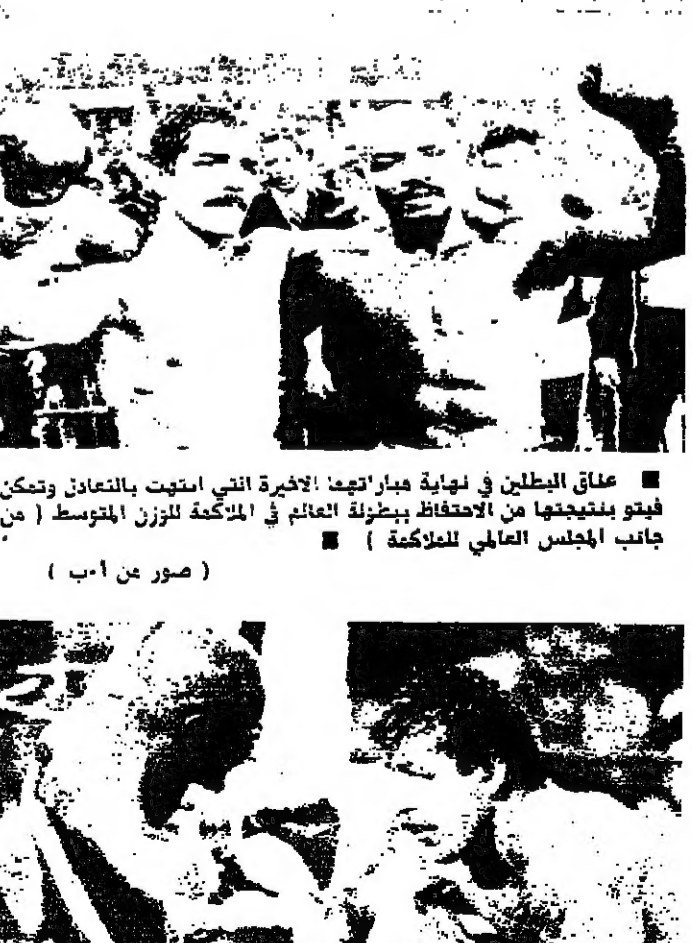 ■ عناق البطلين في نهاية مباراتهما الاخيرة التي انتهت بالتعادل وتمكن
فيتو بنتيجتها من الاحتفاظ ببطولة العالم في الملاكمة للوزن المتوسط ( من
جانب المجلس العالمي للملاكمة ) ■
( صور من أ.ب )